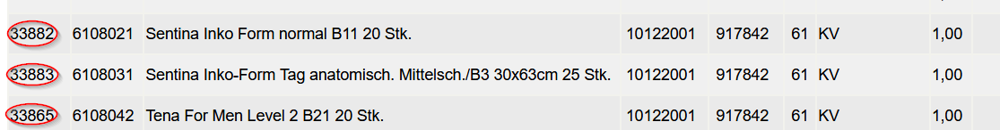 33882 6108021 Sentina Inko Form normal B11 20 Stk. 10122001 917842 61 KV 1,00
33883 6108031 Sentina Inko-Form Tag anatomisch. Mittelsch./B3 30x63cm 25 Stk. 10122001 917842 61 KV 1,00
33865 6108042 Tena For Men Level 2 B21 20 Stk. 10122001 917842 61 KV 1,00